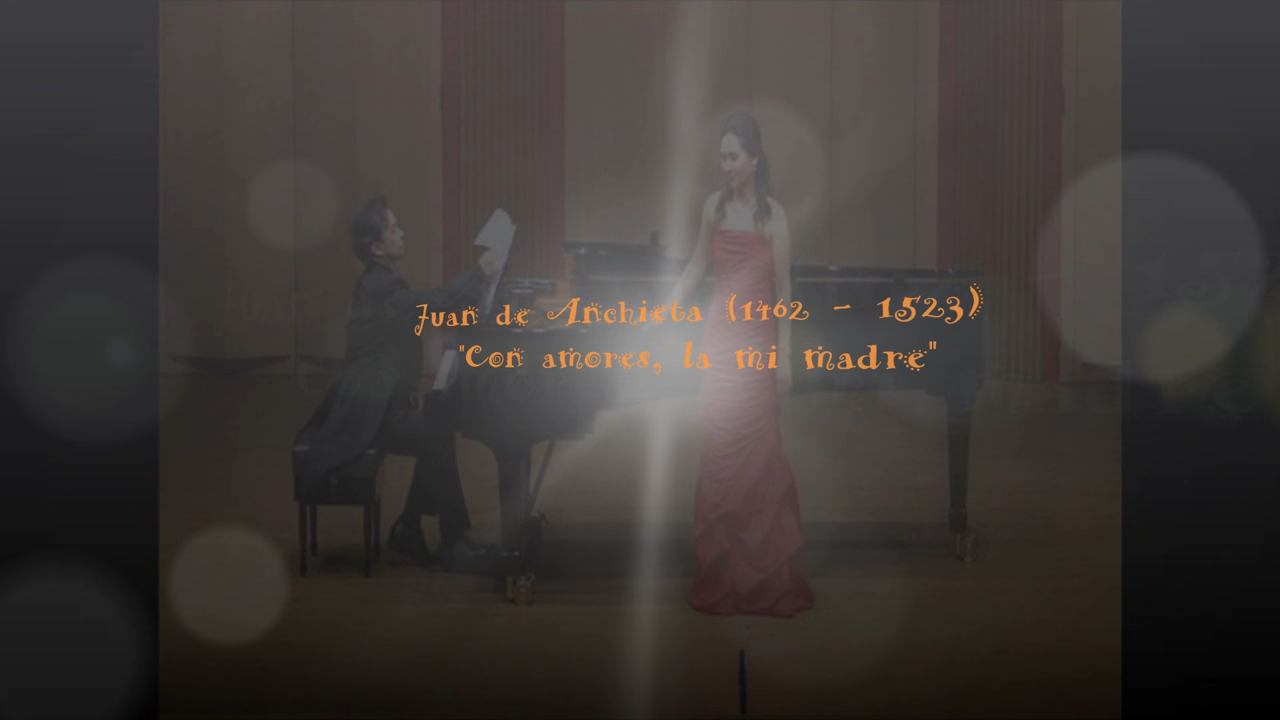 Juan de Anchieta (1462 - 1523)
"Con amores, la mi madre"